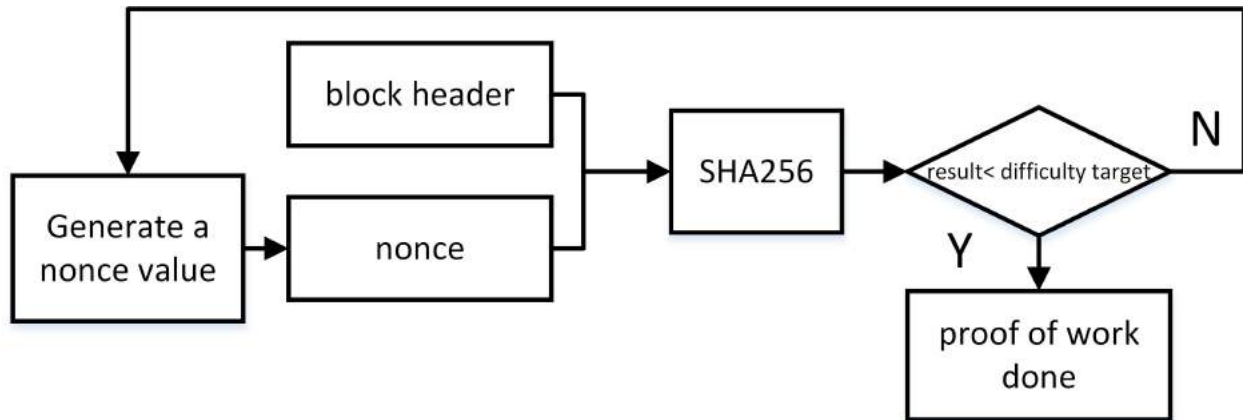 block header
Generate a
nonce value
nonce
SHA256
result< difficulty target
N
Y
proof of work
done